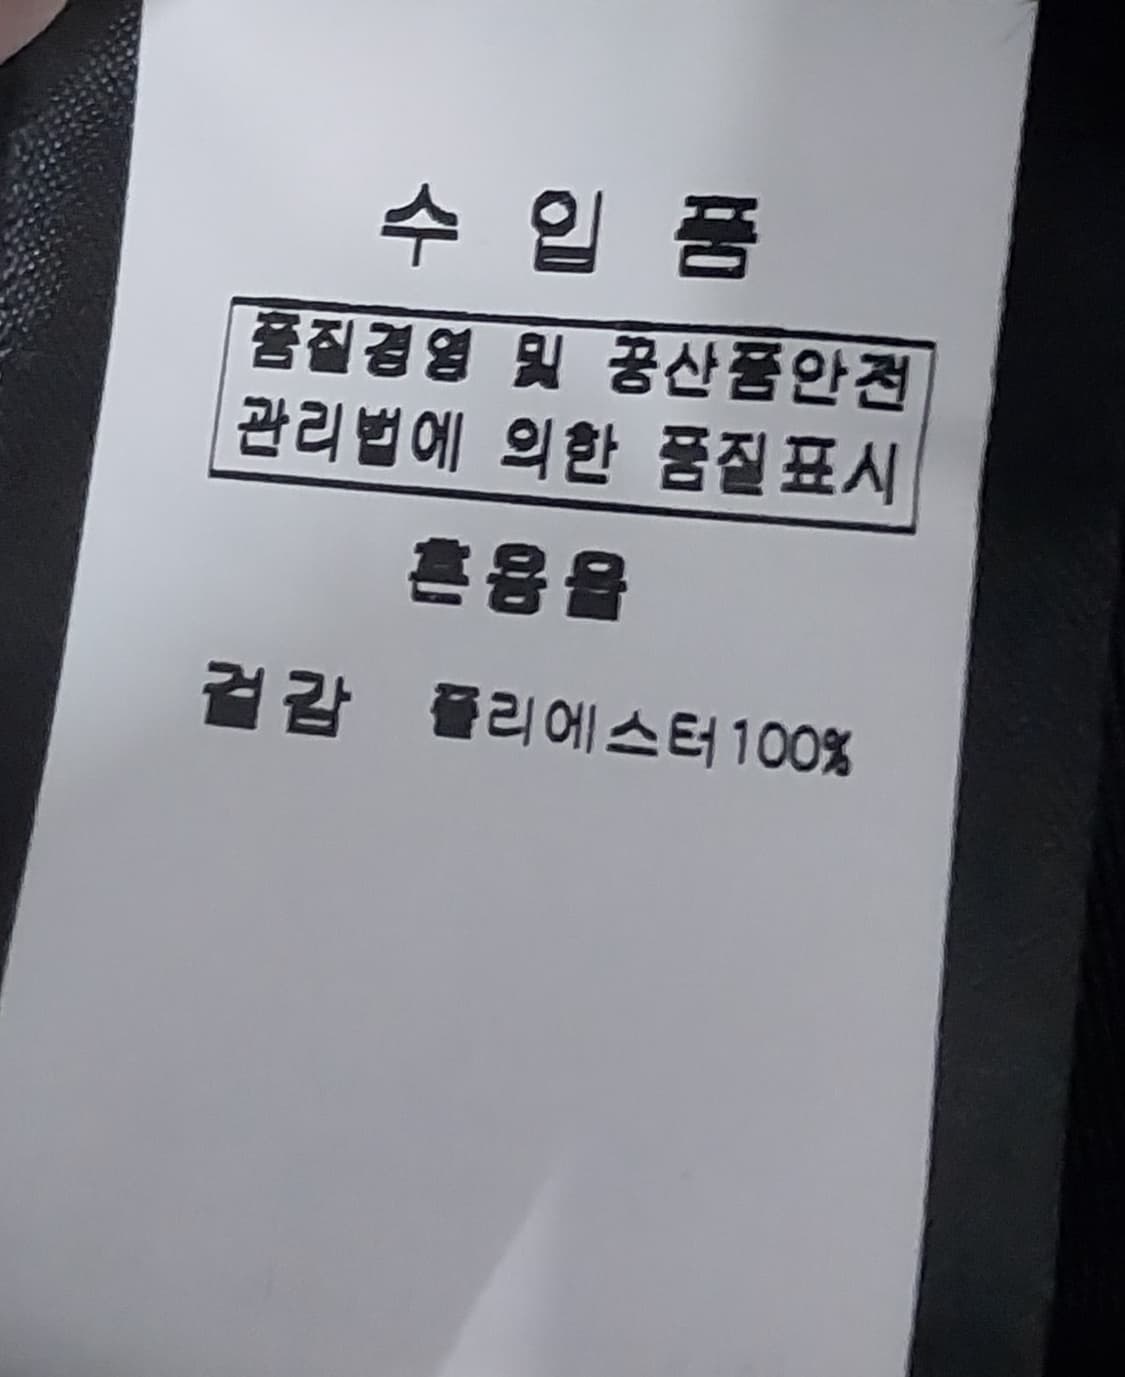 수입품
품질경영 및 공산품안전
관리법에 의한 품질표시
혼용율
겉감 폴리에스터100%